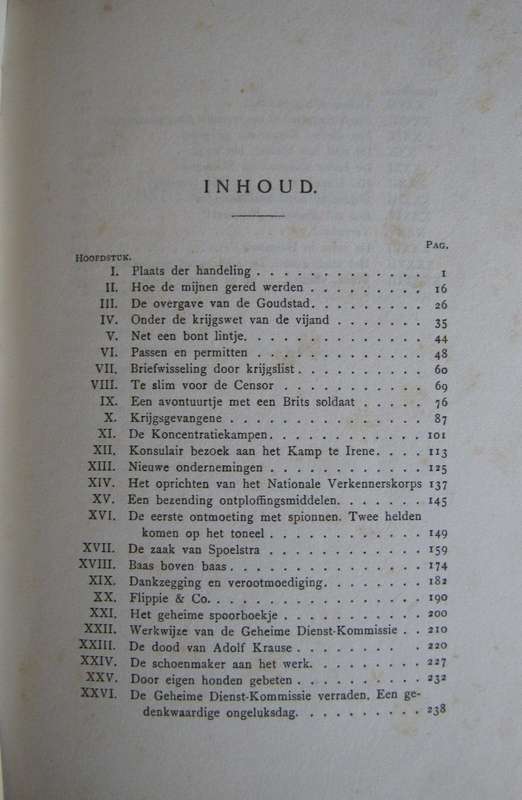 INHOUD.
PAG.
HOOFDSTUK.
I. Plaats der handeling . . . . . . . . . . . . . 1
II. Hoe de mijnen gered werden . . . . . . . . . 16
III. De overgave van de Goudstad. . . . . . . . . 26
IV. Onder de krijgswet van de vijand . . . . . . . 35
V. Net een bont lintje. . . . . . . . . . . . . . 44
VI. Passen en permitten . . . . . . . . . . . . . 48
VII. Briefwisseling door krijgslist . . . . . . . . . . 60
VIII. Te slim voor de Censor . . . . . . . . . . . 69
IX. Een avontuurtje met een Brits soldaat . . . . . 76
X. Krijgsgevangene . . . . . . . . . . . . . . 87
XI. De Koncentratiekampen. . . . . . . . . . . . 101
XII. Konsulair bezoek aan het Kamp te Irene. . . . 113
XIII. Nieuwe ondernemingen . . . . . . . . . . . 125
XIV. Het oprichten van het Nationale Verkennerskorps 137
XV. Een bezending ontploffingsmiddelen. . . . . . . 145
XVI. De eerste ontmoeting met spionnen. Twee helden
komen op het toneel . . . . . . . . . . . 149
XVII. De zaak van Spoelstra . . . . . . . . . . . 159
XVIII. Baas boven baas . . . . . . . . . . . . . 174
XIX. Dankzegging en verootmoediging. . . . . . . . 182
XX. Flippie & Co. . . . . . . . . . . . . . . . 190
XXI. Het geheime spoorboekje . . . . . . . . . . 200
XXII. Werkwijze van de Geheime Dienst-Kommissie . . 210
XXIII. De dood van Adolf Krause . . . . . . . . . 220
XXIV. De schoenmaker aan het werk. . . . . . . . . 227
XXV. Door eigen honden gebeten . . . . . . . . . 232
XXVI. De Geheime Dienst-Kommissie verraden. Een ge-
denkwaardige ongeluksdag. . . . . . . . . . 238